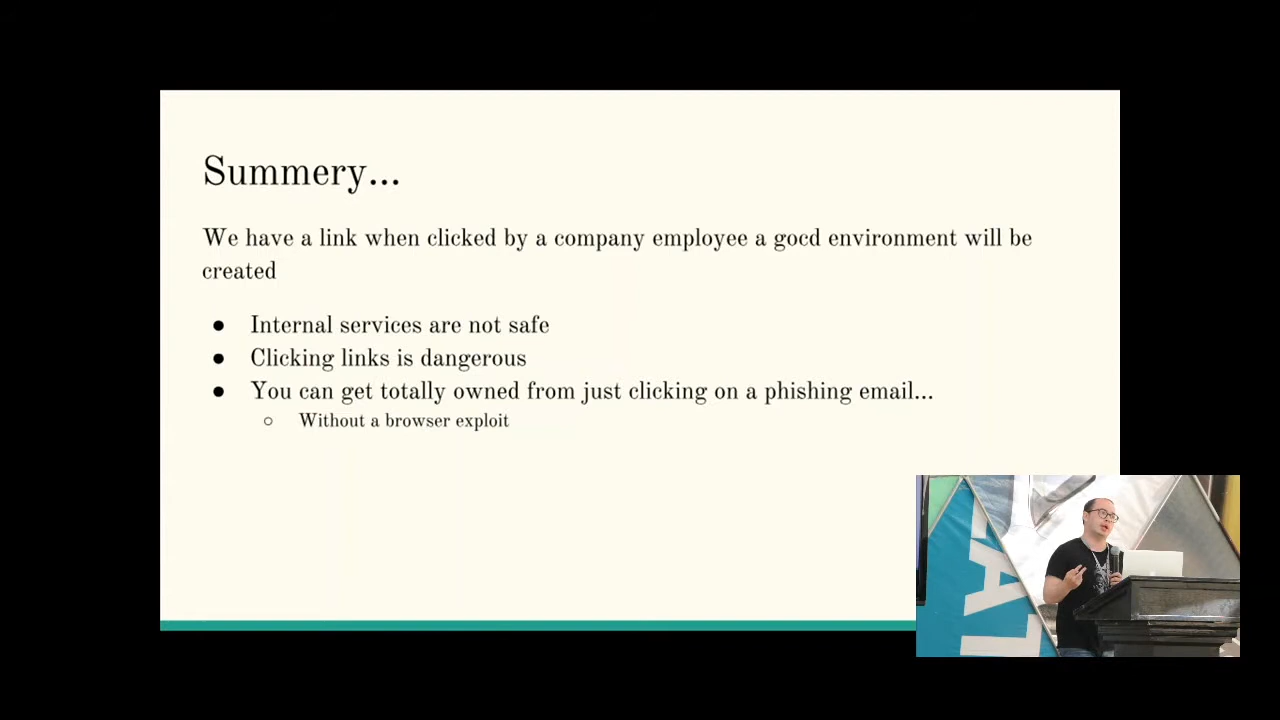 Summery...
We have a link when clicked by a company employee a gocd environment will be
created
● Internal services are not safe
● Clicking links is dangerous
● You can get totally owned from just clicking on a phishing email...
○ Without a browser exploit